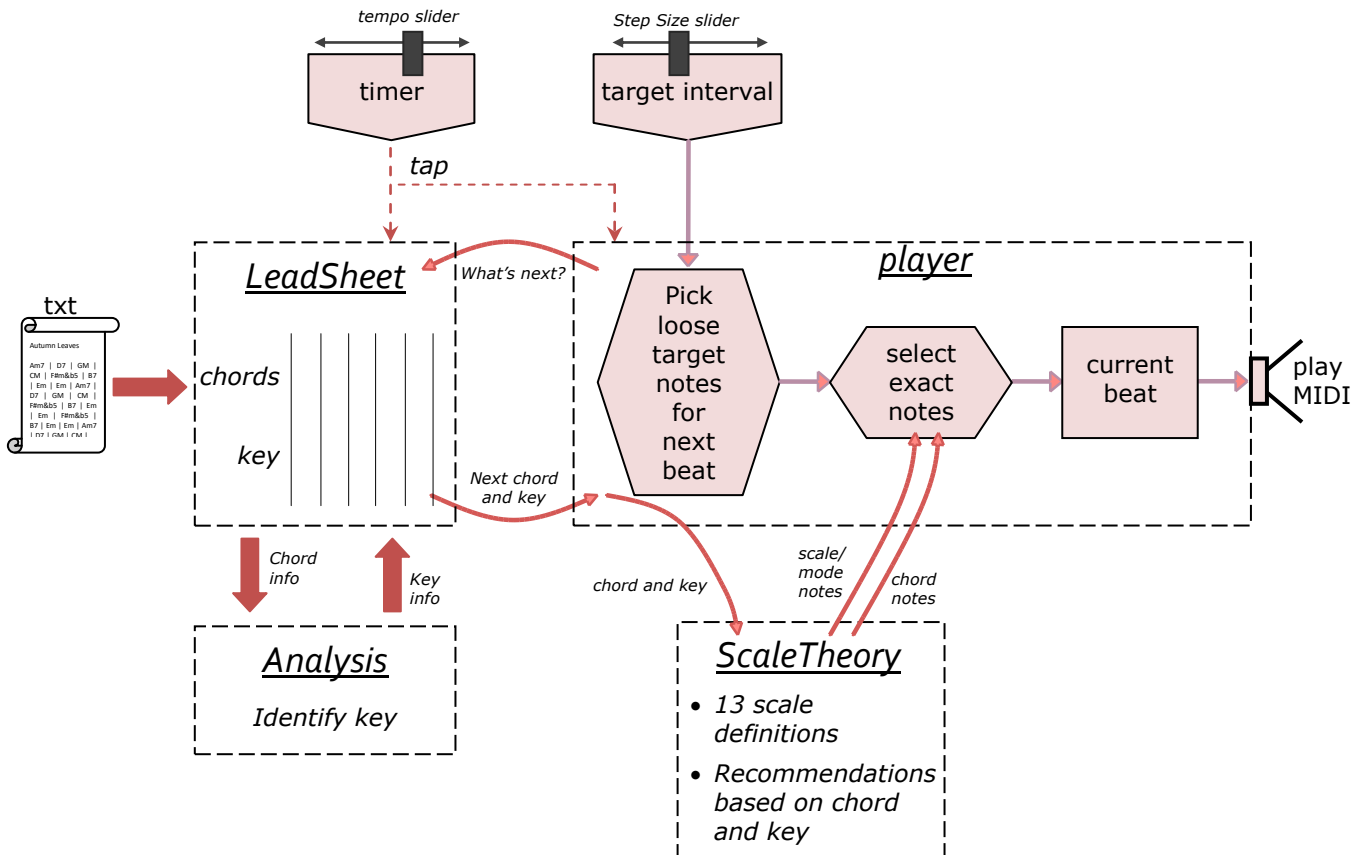 tempo slider
Step Size slider
timer
target interval
tap
LeadSheet
What's next?
player
txt
Autumn Leaves
Am7 | D7 | GM |
CM | F#m&b5 | B7
| Em | Em | Am7 |
D7 | GM | CM |
F#m&b5 | B7 | Em
| Em | F#m&b5 |
B7 | Em | Em | Am7
| D7 | GM | CM |
chords
key
Pick
loose
target
notes
for
next
beat
select
exact
notes
current
beat
play
MIDI
Next chord
and key
Chord
info
Key
info
chord and key
scale/
mode
notes
chord
notes
Analysis
Identify key
ScaleTheory
• 13 scale
definitions
• Recommendations
based on chord
and key